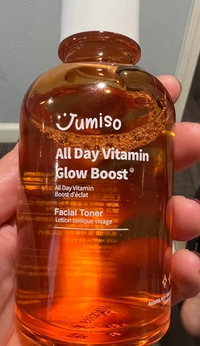 Jumiso
All Day Vitamin
Glow Boost
All Day Vitamin
Boost d'éclat
Facial Toner
Lotion tonique visage